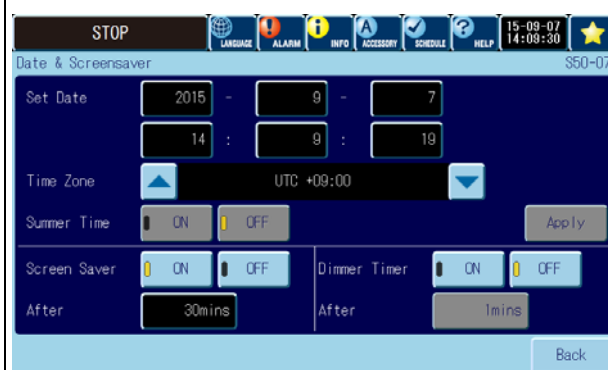 STOP LANGUAGE ALARM INFO ACCESSORY SCHEDULE HELP 15-09-07
14:09:30
Date & Screensaver S50-07
Set Date 2015 - 9 - 7
14 : 9 : 19
Time Zone UTC +09:00
Summer Time ON OFF Apply
Screen Saver ON OFF Dimmer Timer ON OFF
After 30mins After 1mins
Back